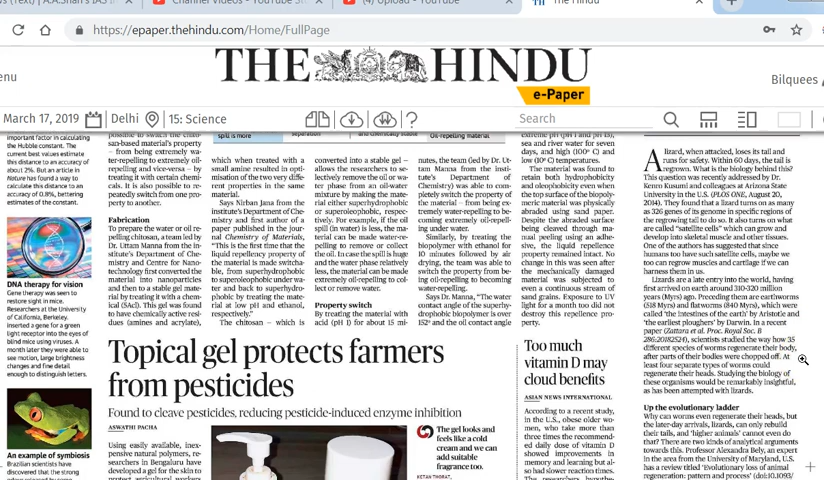 Channel Videos - YouTube St
(4) Upload - YouTube
The Hindu
https://epaper.thehindu.com/Home/FullPage
enu
THE HINDU
e-Paper
Bilquees
March 17, 2019
Delhi
15: Science
Search
important factor in calculating
the Hubble constant. The
current best values estimate
this distance to an accuracy of
about 2%. But an article in
Nature has found a way to
calculate this distance to an
accuracy of 0.8%, bettering
estimates of the constant.
DNA therapy for vision
Gene therapy was seen to
restore sight in mice.
Researchers at the University
of California, Berkeley,
inserted a gene for a green
light receptor into the eyes of
blind mice using viruses. A
month later they were able to
see motion, large brightness
changes and fine detail
enough to distinguish letters.
An example of symbiosis
Brazilian scientists have
discovered that the strong
san-based material's property
– from being extremely wa-
ter-repelling to extremely oil-
repelling and vice-versa – by
treating it with certain chemi-
cals. It is also possible to re-
peatedly switch from one pro-
perty to another.
Fabrication
To prepare the water or oil re-
pelling chitosan, a team led by
Dr. Uttam Manna from the in-
stitute's Department of Che-
mistry and Centre for Nano-
technology first converted the
material into nanoparticles
and then to a stable gel mate-
rial by treating it with a chem-
ical (5Acl). This gel was found
to have chemically active resi-
dues (amines and acrylate),
spill is more
which when treated with a
small amine resulted in opti-
misation of the two very dif-
ferent properties in the same
material.
Says Nirban Jana from the
institute's Department of Che-
mistry and first author of a
paper published in the jour-
nal Chemistry of Materials,
“This is the first time that the
liquid repellency property of
the material is made switcha-
ble, from superhydrophobic
to superoleophobic under wa-
ter and back to superhydro-
phobic by treating the mate-
rial at low pH and ethanol,
respectively.”
The chitosan – which is
converted into a stable gel –
allows the researchers to se-
lectively remove the oil or wa-
ter phase from an oil-water
mixture by making the mate-
rial either superhydrophobic
or superoleophobic, respec-
tively. For example, if the oil
spill (in water) is less, the ma-
terial can be made water-re-
pelling to remove or collect
the oil. In case the spill is huge
and the water phase relatively
less, the material can be made
extremely oil-repelling to col-
lect or remove water.
Property switch
By treating the material with
acid (pH 1) for about 15 mi-
Oil-repelling material
nutes, the team (led by Dr. Ut-
tam Manna from the insti-
tute's Department of
Chemistry) was able to com-
pletely switch the property of
the material – from being ex-
tremely water-repelling to be-
coming extremely oil-repell-
ing under water.
Similarly, by treating the
biopolymer with ethanol for
10 minutes followed by air
drying, the team was able to
switch the property from be-
ing oil-repelling to becoming
water-repelling.
Says Dr. Manna, “The water
contact angle of the superhy-
drophobic biopolymer is over
152° and the oil contact angle
extreme pH (pH 1 and pH 12),
sea and river water for seven
days, and high (100° C) and
low (10° C) temperatures.
The material was found to
retain both hydrophobicity
and oleophobicity even when
the top surface of the biopoly-
meric material was physically
abraded using sand paper.
Despite the abraded surface
being cleaved through ma-
nual peeling using an adhe-
sive, the liquid repellence
property remained intact. No
change in this was seen after
the mechanically damaged
material was subjected to
even a continuous stream of
sand grains. Exposure to UV
light for a month did not des-
troy this repellence prope-
rty.
A lizard, when attacked, loses its tail and
runs for safety. Within 60 days, the tail is
regrown. What is the biology behind this?
This question was recently addressed by Dr.
Kenro Kusumi and colleagues at Arizona State
University in the U.S. (PLOS ONE, August 20,
2014). They found that a lizard turns on as many
as 326 genes of its genome in specific regions of
the regrowing tail to do so. It also turns on what
are called “satellite cells” which can grow and
develop into skeletal muscle and other tissues.
One of the authors has suggested that since
humans too have such satellite cells, maybe we
too can regrow muscles and cartilage if we can
harness them in us.
Lizards are a late entry into the world, having
first arrived on earth around 310-320 million
years (Myrs) ago. Preceding them are earthworms
(518 Myrs) and flatworms (840 Myrs), which were
called ‘the intestines of the earth’ by Aristotle and
‘the earliest ploughers’ by Darwin. In a recent
paper (Zattara et al. Proc. Royal Soc. B
286:20182524), scientists studied the way how 35
different species of worms regenerate their body,
after parts of their bodies were chopped off. At
least four separate types of worms could
regenerate their heads. Studying the biology of
these organisms would be remarkably insightful,
as has been attempted with lizards.
Up the evolutionary ladder
Why can worms even regenerate their heads, but
the later-day arrivals, lizards, can only rebuild
their tails, and ‘higher animals’ cannot even do
that? There are two kinds of analytical arguments
towards this. Professor Alexandra Bely, an expert
in the area from the University of Maryland, U.S.
has a review titled ‘Evolutionary loss of animal
regeneration: pattern and process’ (doi:10.1093/
Topical gel protects farmers
from pesticides
Found to cleave pesticides, reducing pesticide-induced enzyme inhibition
ASWATHI PACHA
Using easily available, inex-
pensive natural polymers, re-
searchers in Bengaluru have
developed a gel for the skin to
The gel looks and
feels like a cold
cream and we can
add suitable
fragrance too.
KETAN THORAT,
Too much
vitamin D may
cloud benefits
ASIAN NEWS INTERNATIONAL
According to a recent study,
in the U.S., obese older wo-
men, who take more than
three times the recommend-
ed daily dose of vitamin D
showed improvements in
memory and learning but al-
so had slower reaction times.